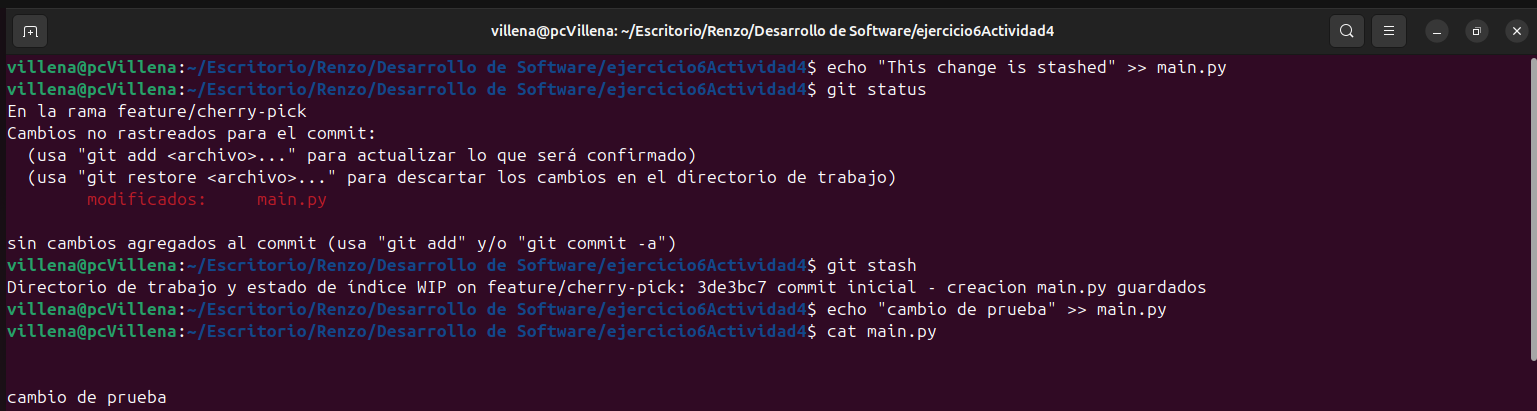 villena@pcVillena: ~/Escritorio/Renzo/Desarrollo de Software/ejercicio6Actividad4
villena@pcVillena:~/Escritorio/Renzo/Desarrollo de Software/ejercicio6Actividad4$ echo "This change is stashed" >> main.py
villena@pcVillena:~/Escritorio/Renzo/Desarrollo de Software/ejercicio6Actividad4$ git status
En la rama feature/cherry-pick
Cambios no rastreados para el commit:
  (usa "git add <archivo>..." para actualizar lo que será confirmado)
  (usa "git restore <archivo>..." para descartar los cambios en el directorio de trabajo)
        modificados:     main.py
sin cambios agregados al commit (usa "git add" y/o "git commit -a")
villena@pcVillena:~/Escritorio/Renzo/Desarrollo de Software/ejercicio6Actividad4$ git stash
Directorio de trabajo y estado de índice WIP on feature/cherry-pick: 3de3bc7 commit inicial - creacion main.py guardados
villena@pcVillena:~/Escritorio/Renzo/Desarrollo de Software/ejercicio6Actividad4$ echo "cambio de prueba" >> main.py
villena@pcVillena:~/Escritorio/Renzo/Desarrollo de Software/ejercicio6Actividad4$ cat main.py
cambio de prueba